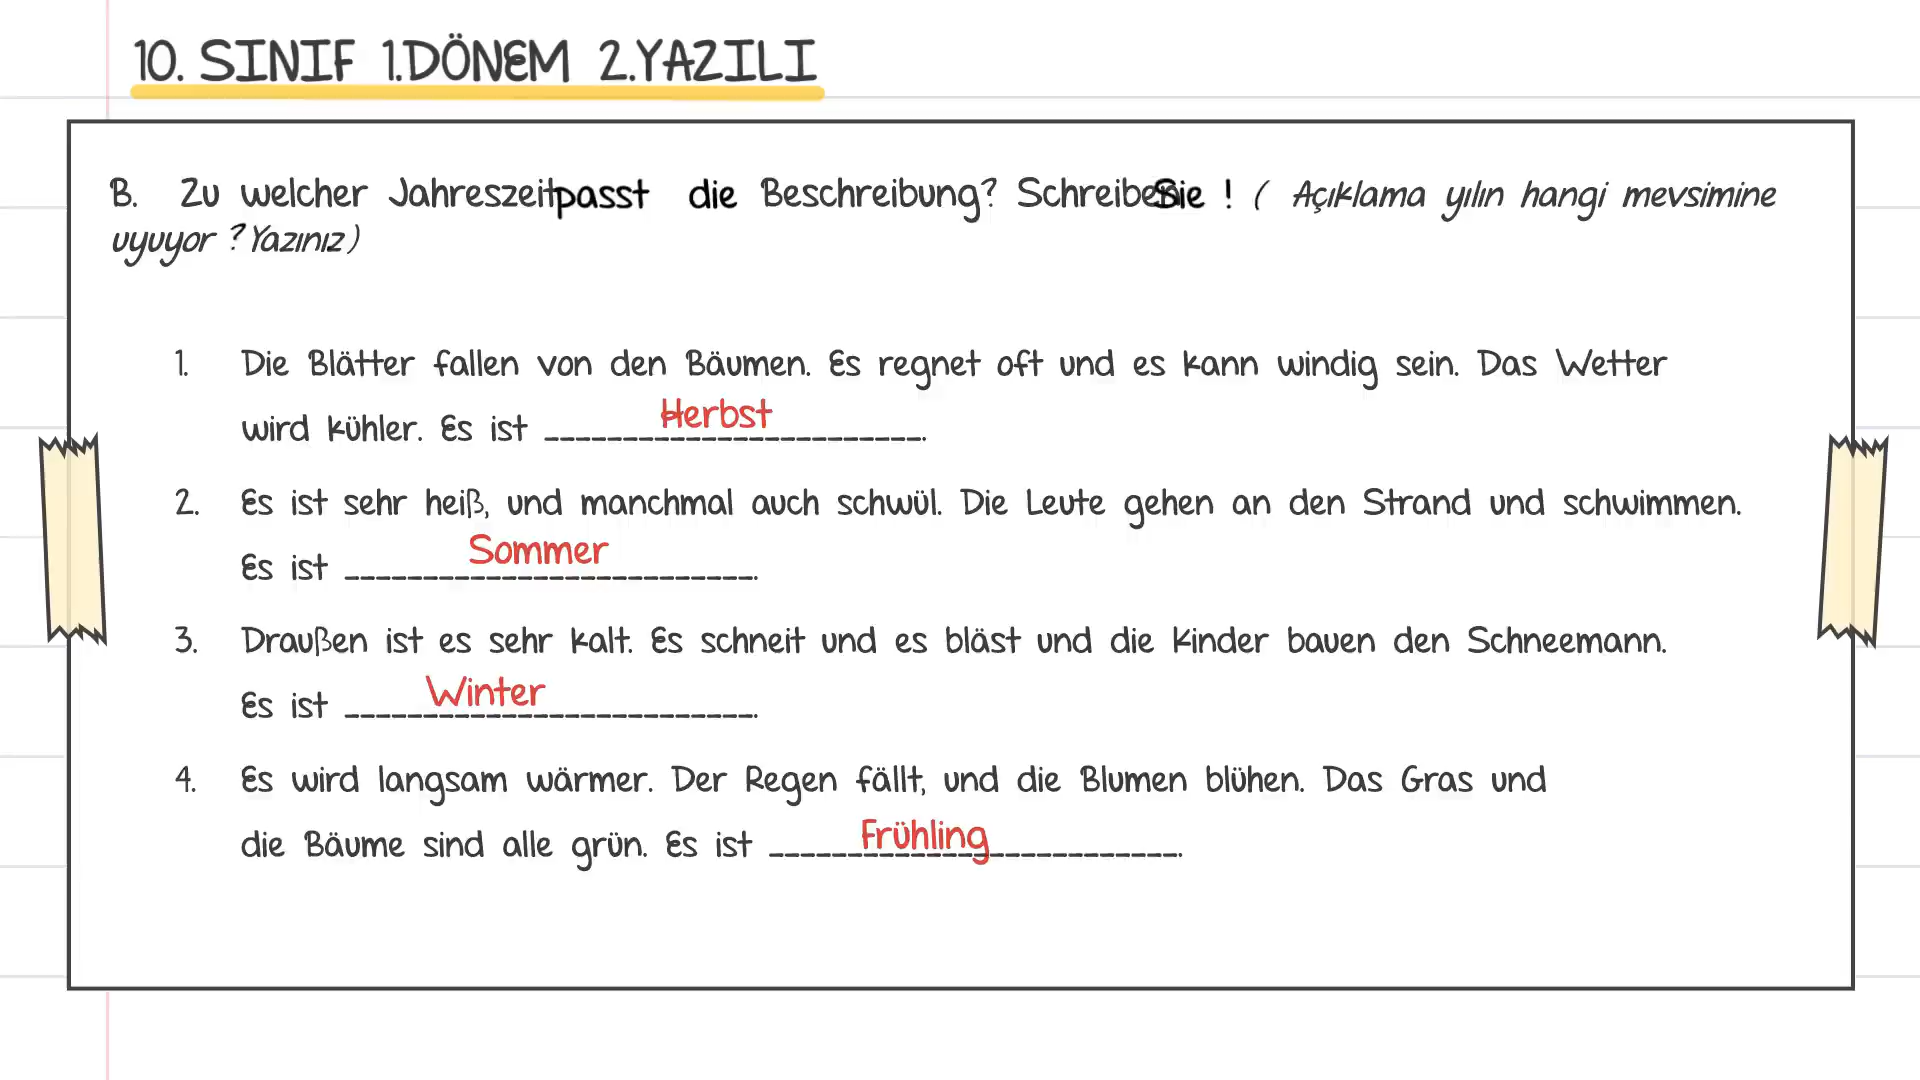 10. SINIF 1.DÖNEM 2.YAZILI
B. Zu welcher Jahreszeit passt die Beschreibung? Schreiben Sie ! ( Açıklama yılın hangi mevsimine
uyuyor ? Yazınız)
1. Die Blätter fallen von den Bäumen. Es regnet oft und es kann windig sein. Das Wetter
wird kühler. Es ist ________Herbst________.
2. Es ist sehr heiß, und manchmal auch schwül. Die Leute gehen an den Strand und schwimmen.
Es ist ________Sommer________.
3. Draußen ist es sehr kalt. Es schneit und es bläst und die Kinder bauen den Schneemann.
Es ist ________Winter________.
4. Es wird langsam wärmer. Der Regen fällt, und die Blumen blühen. Das Gras und
die Bäume sind alle grün. Es ist ________Frühling________.